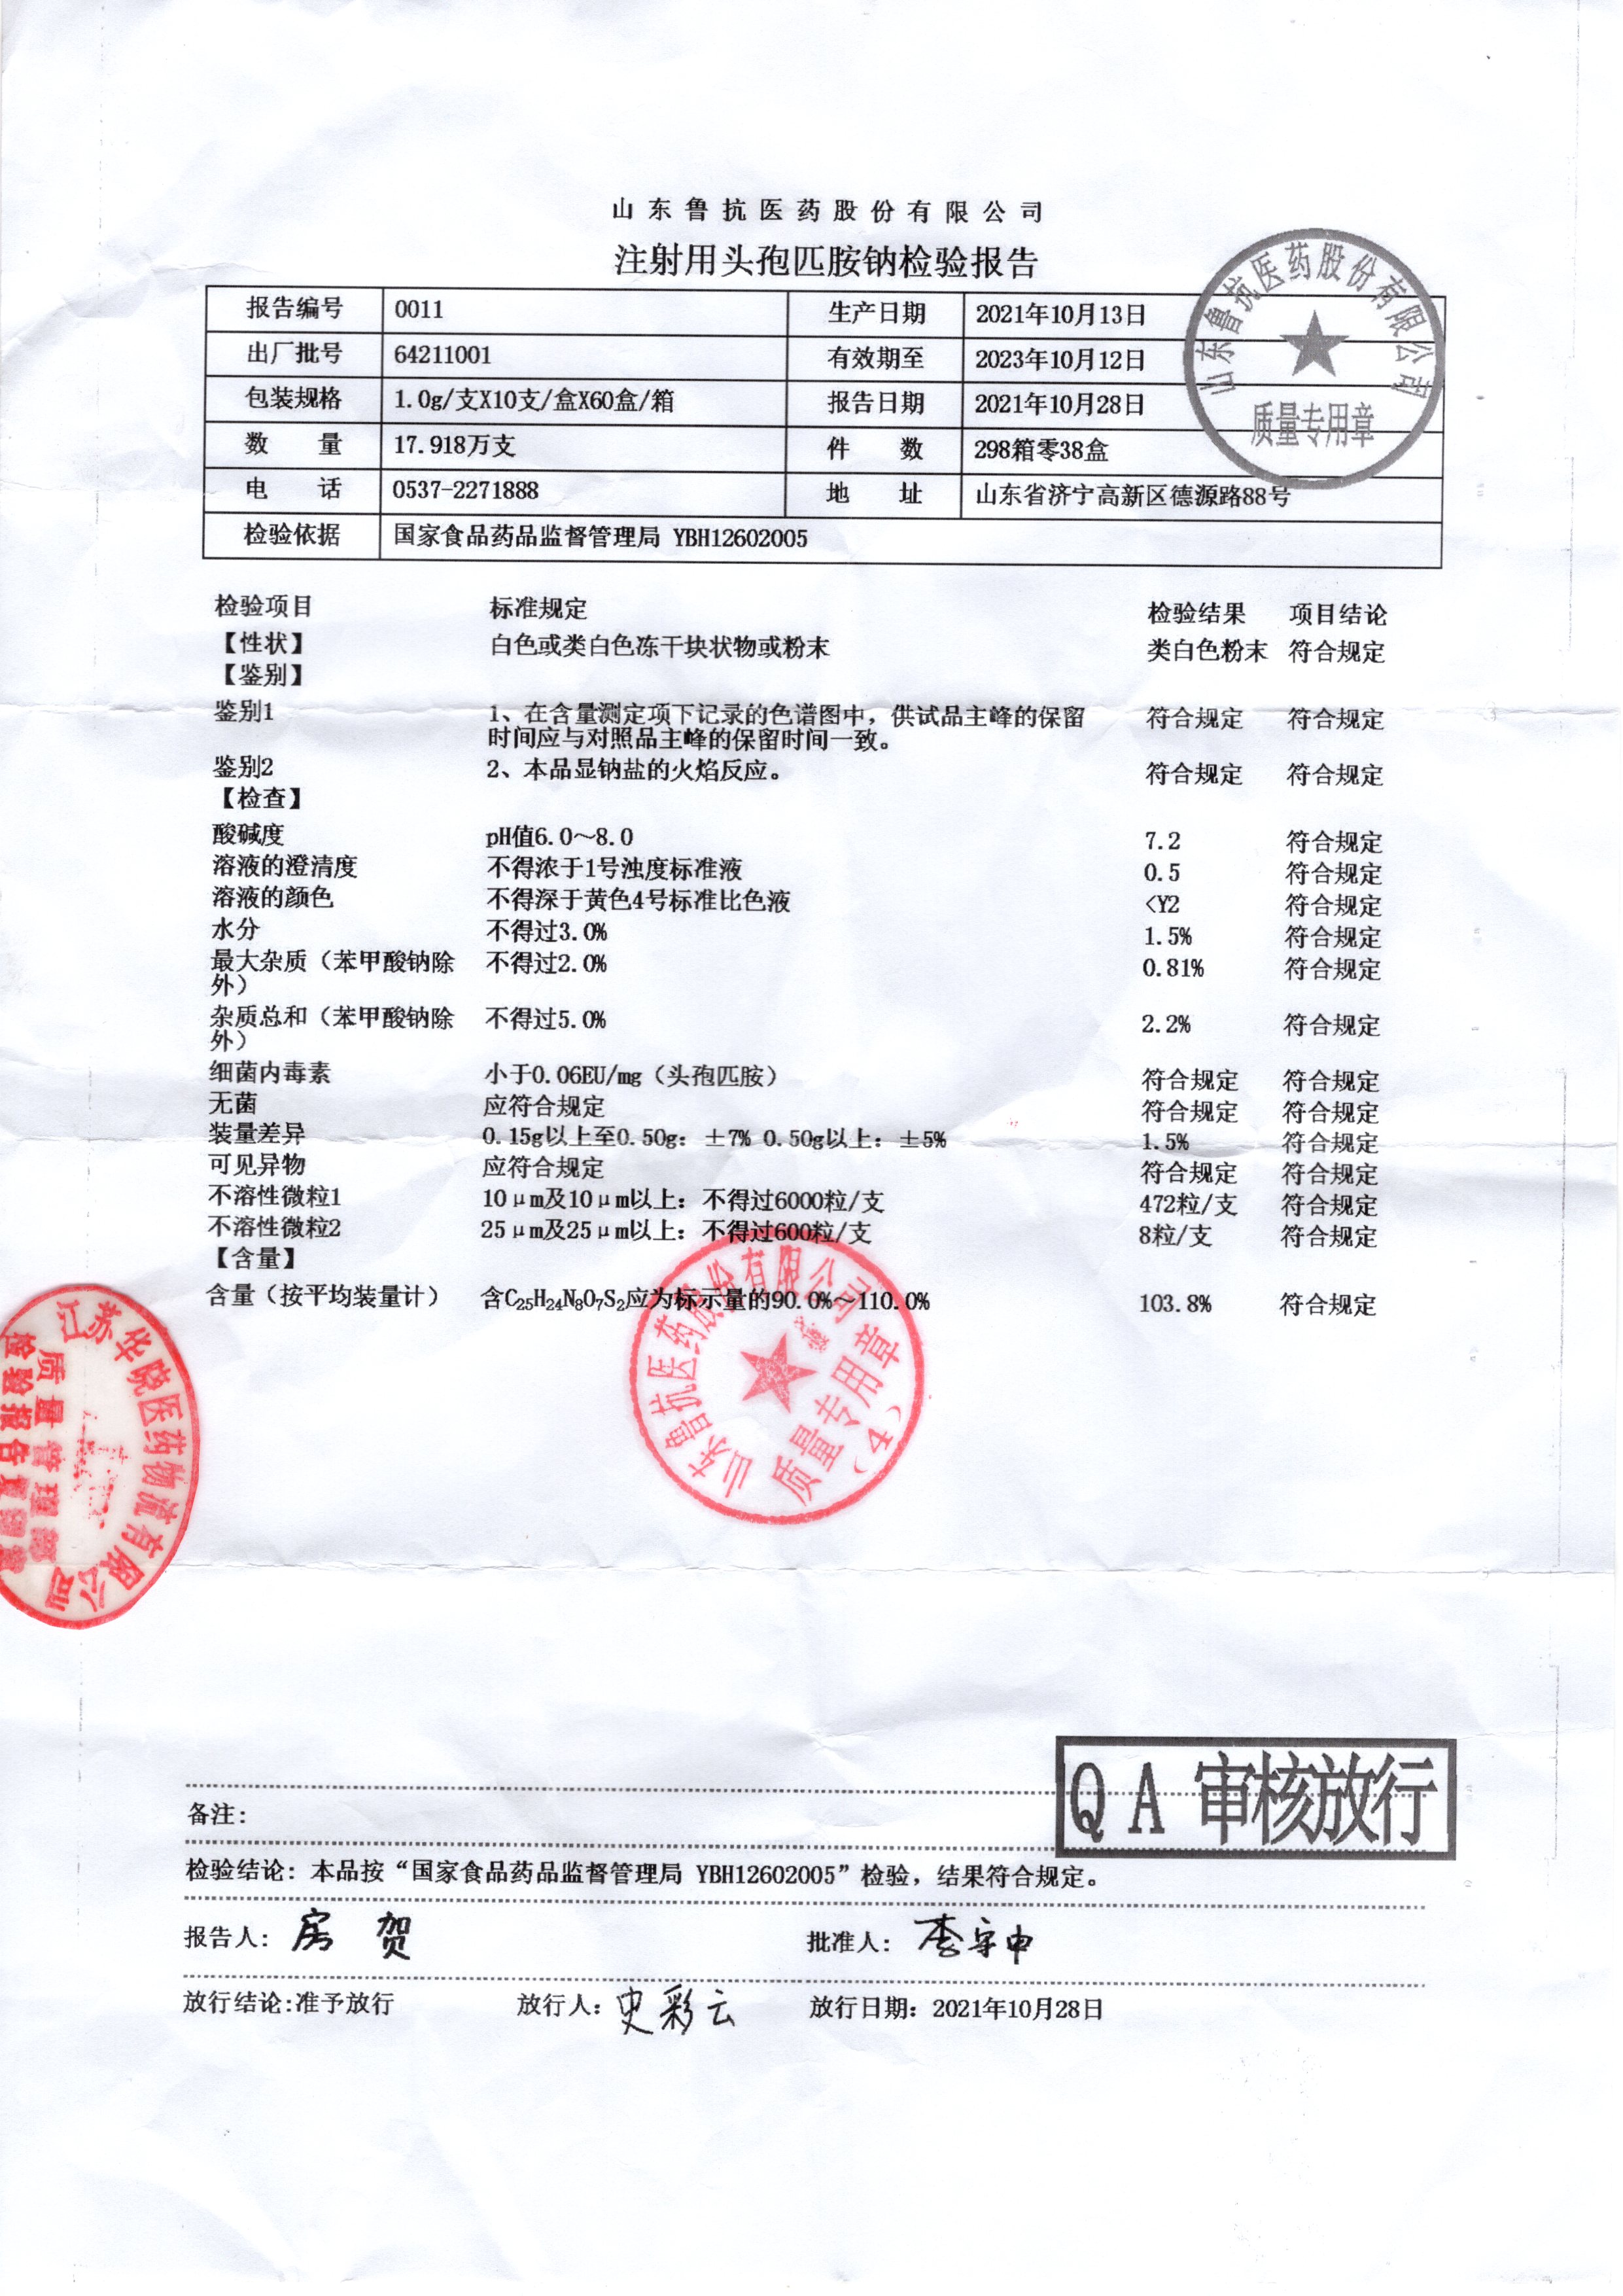 山东鲁抗医药股份有限公司
注射用头孢匹胺钠检验报告
报告编号 0011 生产日期 2021年10月13日
出厂批号 64211001 有效期至 2023年10月12日
包装规格 1.0g/支X10支/盒X60盒/箱 报告日期 2021年10月28日
数量 17.918万支 件数 298箱零38盒
电话 0537-2271888 地址 山东省济宁高新区德源路88号
检验依据 国家食品药品监督管理局 YBH12602005
山东鲁抗医药股份有限公司
质量专用章
检验项目 标准规定 检验结果 项目结论
【性状】 白色或类白色冻干块状物或粉末 类白色粉末 符合规定
【鉴别】
鉴别1 1、在含量测定项下记录的色谱图中，供试品主峰的保留 符合规定 符合规定
时间应与对照品主峰的保留时间一致。
鉴别2 2、本品显钠盐的火焰反应。 符合规定 符合规定
【检查】
酸碱度 pH值6.0～8.0 7.2 符合规定
溶液的澄清度 不得浓于1号浊度标准液 0.5 符合规定
溶液的颜色 不得深于黄色4号标准比色液 <Y2 符合规定
水分 不得过3.0% 1.5% 符合规定
最大杂质（苯甲酸钠除 不得过2.0% 0.81% 符合规定
外）
杂质总和（苯甲酸钠除 不得过5.0% 2.2% 符合规定
外）
细菌内毒素 小于0.06EU/mg（头孢匹胺） 符合规定 符合规定
无菌 应符合规定 符合规定 符合规定
装量差异 0.15g以上至0.50g：±7% 0.50g以上：±5% 1.5% 符合规定
可见异物 应符合规定 符合规定 符合规定
不溶性微粒1 10μm及10μm以上：不得过6000粒/支 472粒/支 符合规定
不溶性微粒2 25μm及25μm以上：不得过600粒/支 8粒/支 符合规定
【含量】
含量（按平均装量计） 含C₂₅H₂₄N₈O₇S₂应为标示量的90.0%～110.0% 103.8% 符合规定
山东鲁抗医药股份有限公司
质量专用章
（4）
江苏华晓医药物流有限公司
质量管理部
检验报告
QA 审核放行
备注：
检验结论：本品按“国家食品药品监督管理局 YBH12602005”检验，结果符合规定。
报告人：房贺 批准人：李宇申
放行结论:准予放行 放行人：史彩云 放行日期：2021年10月28日